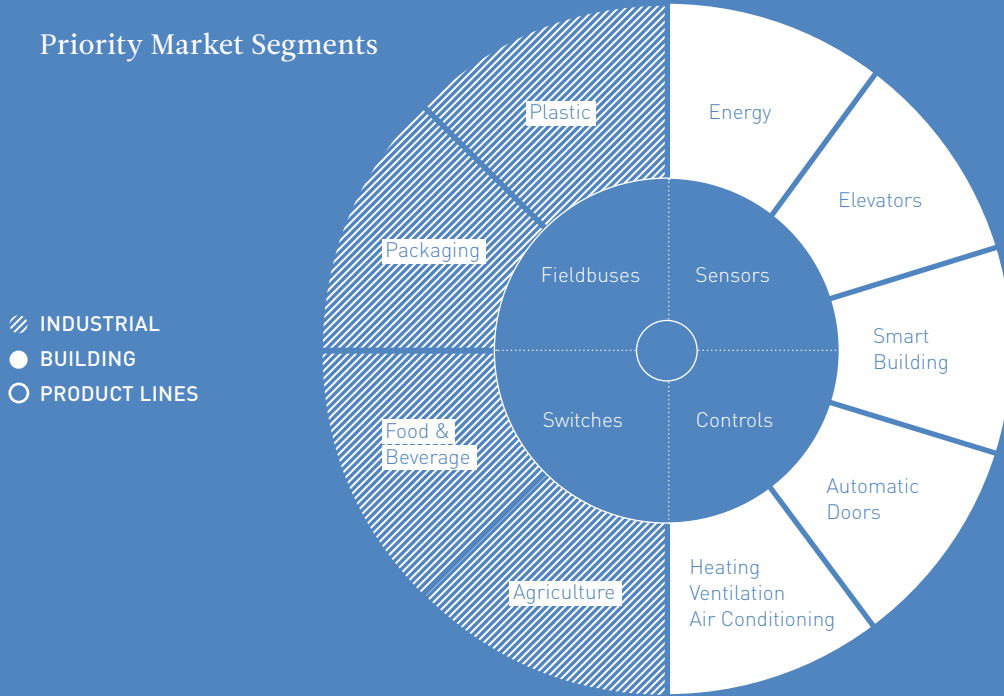 Priority Market Segments
Plastic
Energy
Elevators
Packaging
Fieldbuses
Sensors
INDUSTRIAL
BUILDING
PRODUCT LINES
Smart
Building
Switches
Controls
Food &
Beverage
Automatic
Doors
Agriculture
Heating
Ventilation
Air Conditioning